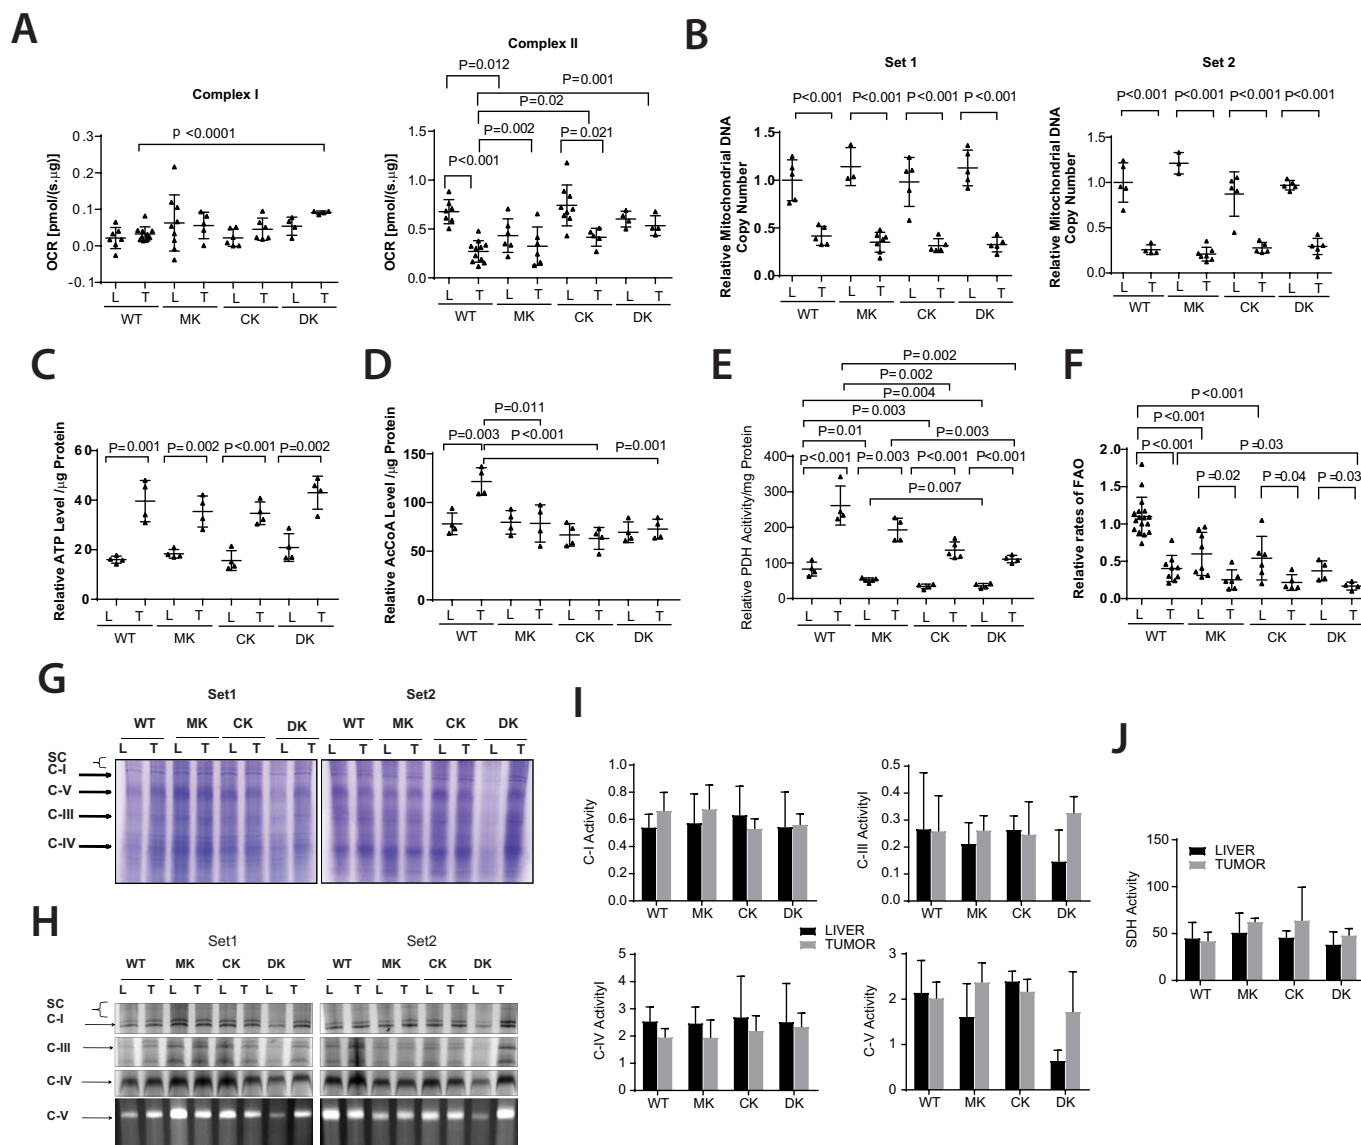 A
Complex I
p <0.0001
OCR [pmol/(s.µg)]
0.3
0.2
0.1
0.0
-0.1
L T L T L T L T
WT MK CK DK
Complex II
P=0.012
P=0.001
P=0.02
P=0.002
P=0.021
P<0.001
OCR [pmol/(s.µg)]
1.5
1.0
0.5
0.0
L T L T L T L T
WT MK CK DK
B
Set 1
P<0.001 P<0.001 P<0.001 P<0.001
Relative Mitochondrial DNA
Copy Number
1.5
1.0
0.5
0.0
L T L T L T L T
WT MK CK DK
Set 2
P<0.001 P<0.001 P<0.001 P<0.001
Relative Mitochondrial DNA
Copy Number
1.5
1.0
0.5
0.0
L T L T L T L T
WT MK CK DK
C
P=0.001 P=0.002 P<0.001 P=0.002
Relative ATP Level /µg Protein
60
40
20
0
L T L T L T L T
WT MK CK DK
D
P=0.011
P=0.003 P<0.001 P=0.001
Relative AcCoA Level/µg Protein
150
100
50
0
L T L T L T L T
WT MK CK DK
E
P=0.002
P=0.002
P=0.004
P=0.003
P=0.01 P=0.003
P<0.001 P=0.003 P<0.001 P<0.001
P=0.007
Relative PDH Acitivity/mg Protein
400
300
200
100
0
L T L T L T L T
WT MK CK DK
F
P<0.001
P<0.001
P<0.001 P=0.03
P=0.02 P=0.04 P=0.03
Relative rates of FAO
2.0
1.5
1.0
0.5
0.0
L T L T L T L T
WT MK CK DK
G
Set1 Set2
WT MK CK DK WT MK CK DK
L T L T L T L T L T L T L T L T
SC
C-I
C-V
C-III
C-IV
H
Set1 Set2
WT MK CK DK WT MK CK DK
L T L T L T L T L T L T L T L T
SC
C-I
C-III
C-IV
C-V
I
C-I Activity
1.0
0.8
0.6
0.4
0.2
0.0
WT MK CK DK
C-III Activityl
0.5
0.4
0.3
0.2
0.1
0.0
WT MK CK DK
LIVER
TUMOR
C-IV Activityl
5
4
3
2
1
0
WT MK CK DK
C-V Activity
3
2
1
0
WT MK CK DK
J
LIVER
TUMOR
SDH Activity
150
100
50
0
WT MK CK DK